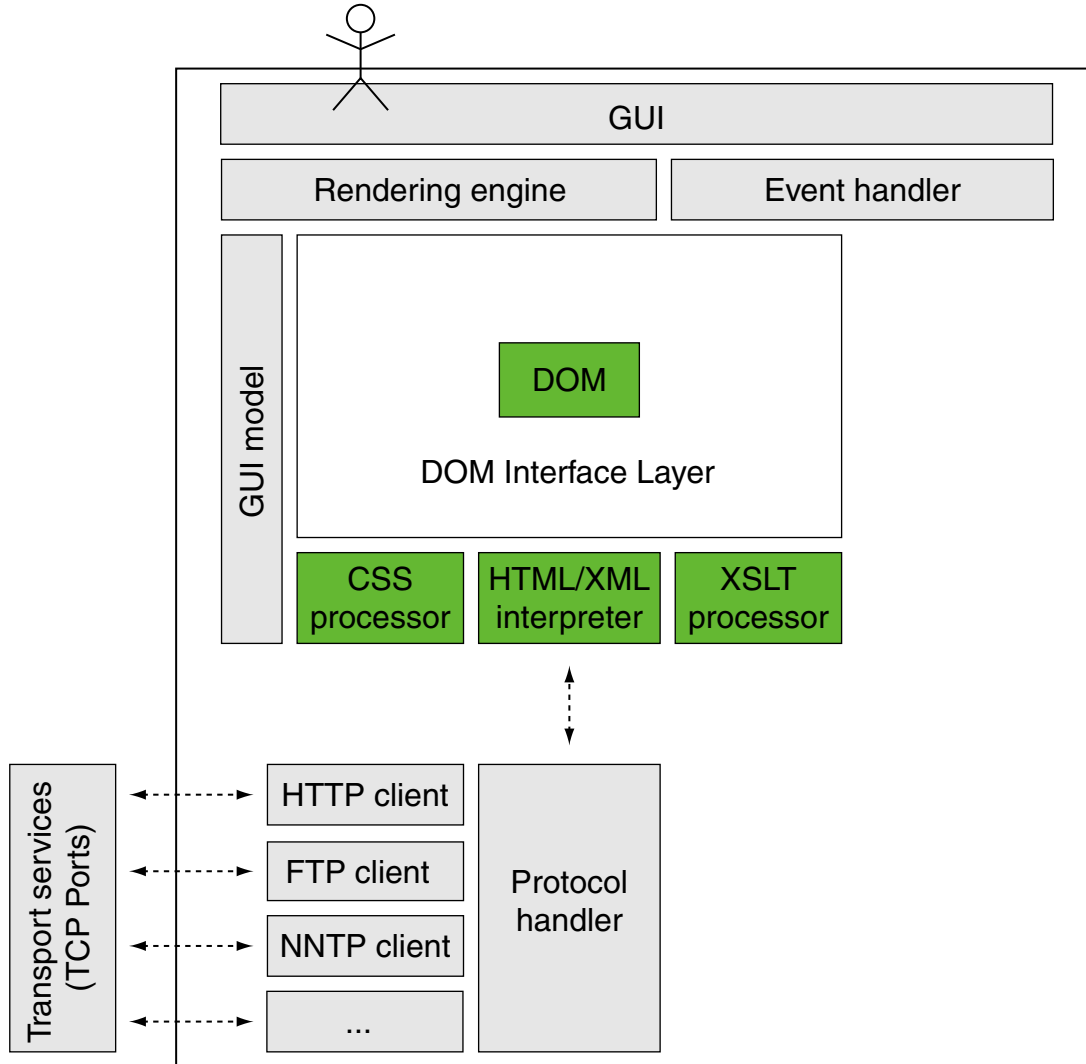 GUI
Rendering engine
Event handler
GUI model
DOM
DOM Interface Layer
CSS
processor
HTML/XML
interpreter
XSLT
processor
Transport services
(TCP Ports)
HTTP client
FTP client
NNTP client
...
Protocol
handler